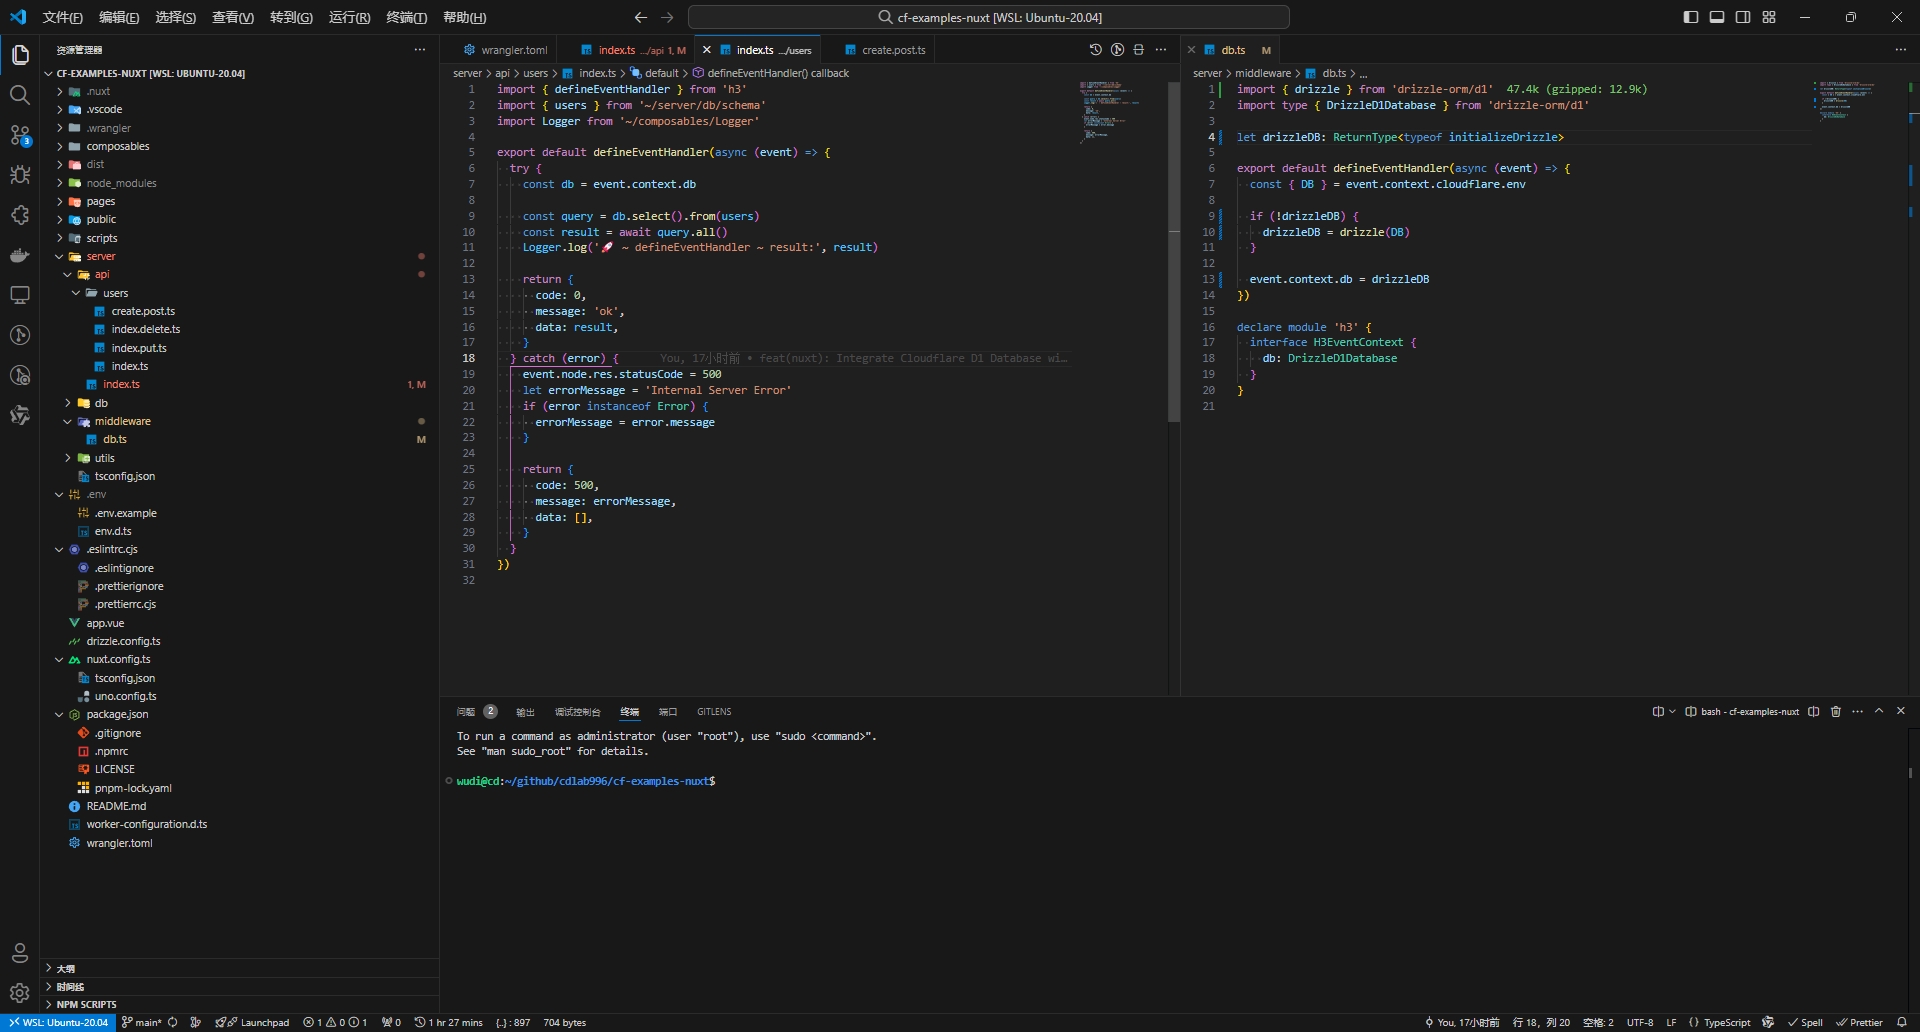 文件(F) 编辑(E) 选择(S) 查看(V) 转到(G) 运行(R) 终端(T) 帮助(H)
cf-examples-nuxt [WSL: Ubuntu-20.04]
资源管理器
CF-EXAMPLES-NUXT [WSL: UBUNTU-20.04]
.nuxt
.vscode
.wrangler
composables
dist
node_modules
pages
public
scripts
server
api
users
create.post.ts
index.delete.ts
index.put.ts
index.ts
index.ts 1, M
db
middleware
db.ts M
utils
tsconfig.json
.env
.env.example
env.d.ts
.eslintrc.cjs
.eslintignore
.prettierignore
.prettierrc.cjs
app.vue
drizzle.config.ts
nuxt.config.ts
tsconfig.json
uno.config.ts
package.json
.gitignore
.npmrc
LICENSE
pnpm-lock.yaml
README.md
worker-configuration.d.ts
wrangler.toml
大纲
时间线
NPM SCRIPTS
3
wrangler.toml index.ts .../api 1, M index.ts .../users create.post.ts
server > api > users > index.ts > default > defineEventHandler() callback
1 import { defineEventHandler } from 'h3'
2 import { users } from '~/server/db/schema'
3 import Logger from '~/composables/Logger'
4
5 export default defineEventHandler(async (event) => {
6 try {
7 const db = event.context.db
8
9 const query = db.select().from(users)
10 const result = await query.all()
11 Logger.log('🚀 ~ defineEventHandler ~ result:', result)
12
13 return {
14 code: 0,
15 message: 'ok',
16 data: result,
17 }
18 } catch (error) { You, 17小时前 • feat(nuxt): Integrate Cloudflare D1 Database wi…
19 event.node.res.statusCode = 500
20 let errorMessage = 'Internal Server Error'
21 if (error instanceof Error) {
22 errorMessage = error.message
23 }
24
25 return {
26 code: 500,
27 message: errorMessage,
28 data: [],
29 }
30 }
31 })
32
db.ts M
server > middleware > db.ts > ...
1 import { drizzle } from 'drizzle-orm/d1' 47.4k (gzipped: 12.9k)
2 import type { DrizzleD1Database } from 'drizzle-orm/d1'
3
4 let drizzleDB: ReturnType<typeof initializeDrizzle>
5
6 export default defineEventHandler(async (event) => {
7 const { DB } = event.context.cloudflare.env
8
9 if (!drizzleDB) {
10 drizzleDB = drizzle(DB)
11 }
12
13 event.context.db = drizzleDB
14 })
15
16 declare module 'h3' {
17 interface H3EventContext {
18 db: DrizzleD1Database
19 }
20 }
21
问题 2 输出 调试控制台 终端 端口 GITLENS
bash - cf-examples-nuxt
To run a command as administrator (user "root"), use "sudo <command>".
See "man sudo_root" for details.
wudi@cd:~/github/cdlab996/cf-examples-nuxt$
WSL: Ubuntu-20.04 main* Launchpad 1 0 1 0 1 hr 27 mins {..} : 897 704 bytes
You, 17小时前 行 18, 列 20 空格: 2 UTF-8 LF {} TypeScript Spell Prettier